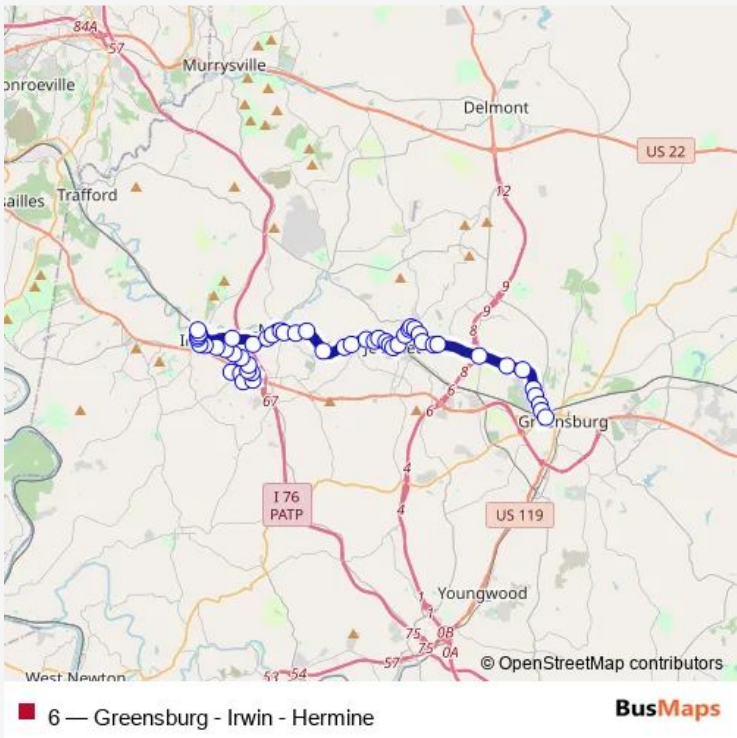 84A
57
Murrysville
onroeville
Delmont
US 22
Trafford
sailles
12
9
9
8
8
67
6
6
Greensburg
4
4
I 76
PATP
US 119
Youngwood
1
1
75
0B
75
0A
57
54
53
West Newton
© OpenStreetMap contributors
6 — Greensburg - Irwin - Hermine
BusMaps